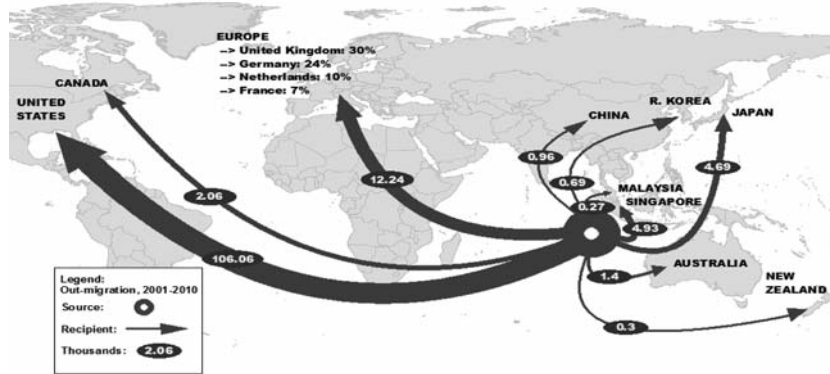 EUROPE
--> United Kingdom: 30%
--> Germany: 24%
--> Netherlands: 10%
--> France: 7%
CANADA
UNITED
STATES
CHINA
R. KOREA
JAPAN
0.96
4.69
12.24
0.69
MALAYSIA
2.06
0.27
SINGAPORE
4.93
106.06
AUSTRALIA
1.4
NEW
ZEALAND
0.3
Legend:
Out-migration, 2001-2010
Source:
Recipient:
Thousands: 2.06